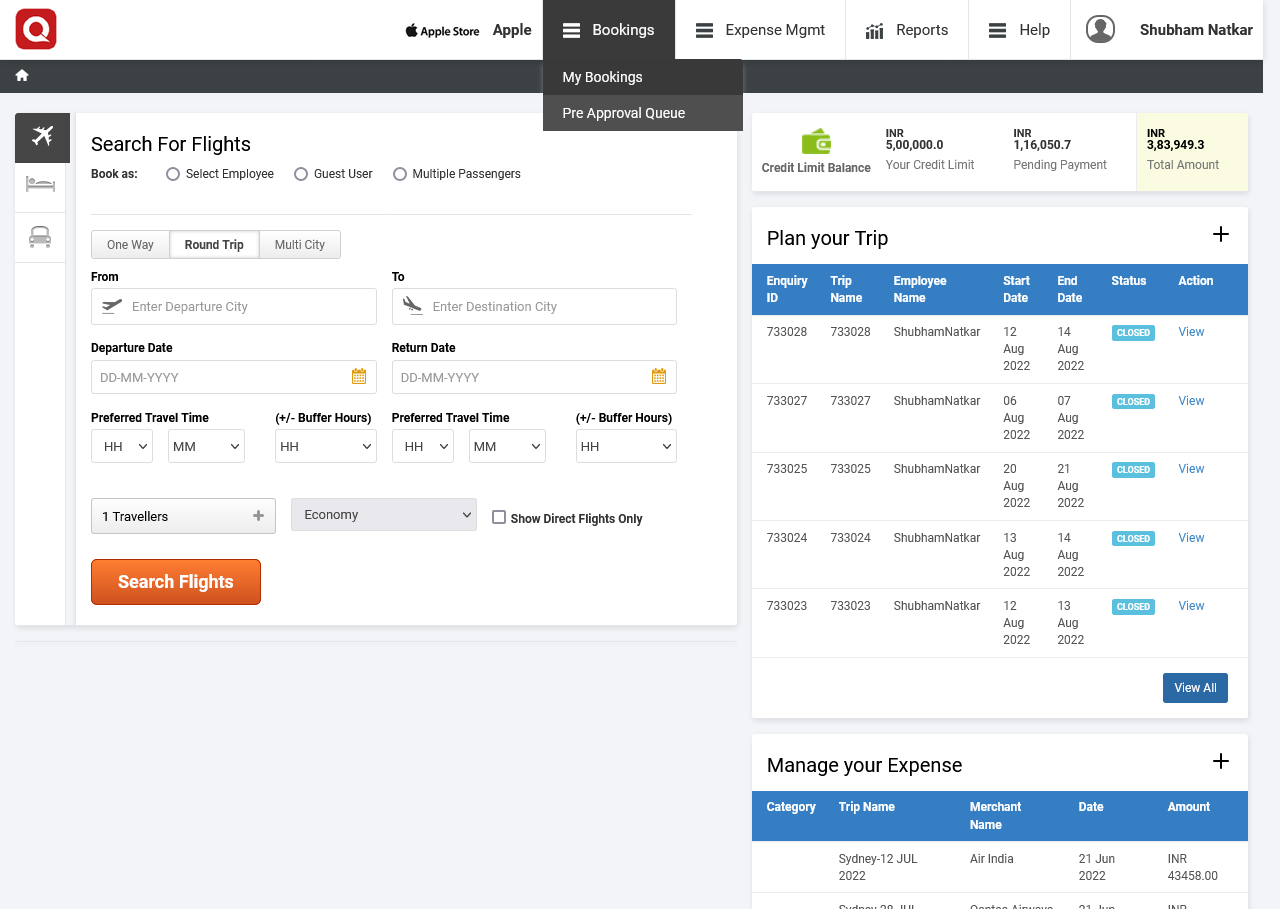 Apple Store Apple Bookings Expense Mgmt Reports Help Shubham Natkar
My Bookings
Pre Approval Queue
Search For Flights
Book as: Select Employee Guest User Multiple Passengers
One Way Round Trip Multi City
From To
Enter Departure City Enter Destination City
Departure Date Return Date
DD-MM-YYYY DD-MM-YYYY
Preferred Travel Time (+/- Buffer Hours) Preferred Travel Time (+/- Buffer Hours)
HH MM HH HH MM HH
1 Travellers Economy Show Direct Flights Only
Search Flights
Credit Limit Balance
INR
5,00,000.0
Your Credit Limit
INR
1,16,050.7
Pending Payment
INR
3,83,949.3
Total Amount
Plan your Trip
Enquiry Trip Employee Start End Status Action
ID Name Name Date Date
733028 733028 ShubhamNatkar 12 14 CLOSED View
Aug Aug
2022 2022
733027 733027 ShubhamNatkar 06 07 CLOSED View
Aug Aug
2022 2022
733025 733025 ShubhamNatkar 20 21 CLOSED View
Aug Aug
2022 2022
733024 733024 ShubhamNatkar 13 14 CLOSED View
Aug Aug
2022 2022
733023 733023 ShubhamNatkar 12 13 CLOSED View
Aug Aug
2022 2022
View All
Manage your Expense
Category Trip Name Merchant Date Amount
Name
Sydney-12 JUL Air India 21 Jun INR
2022 2022 43458.00
Sydney-28 JUL Qantas Airways 21 Jun INR